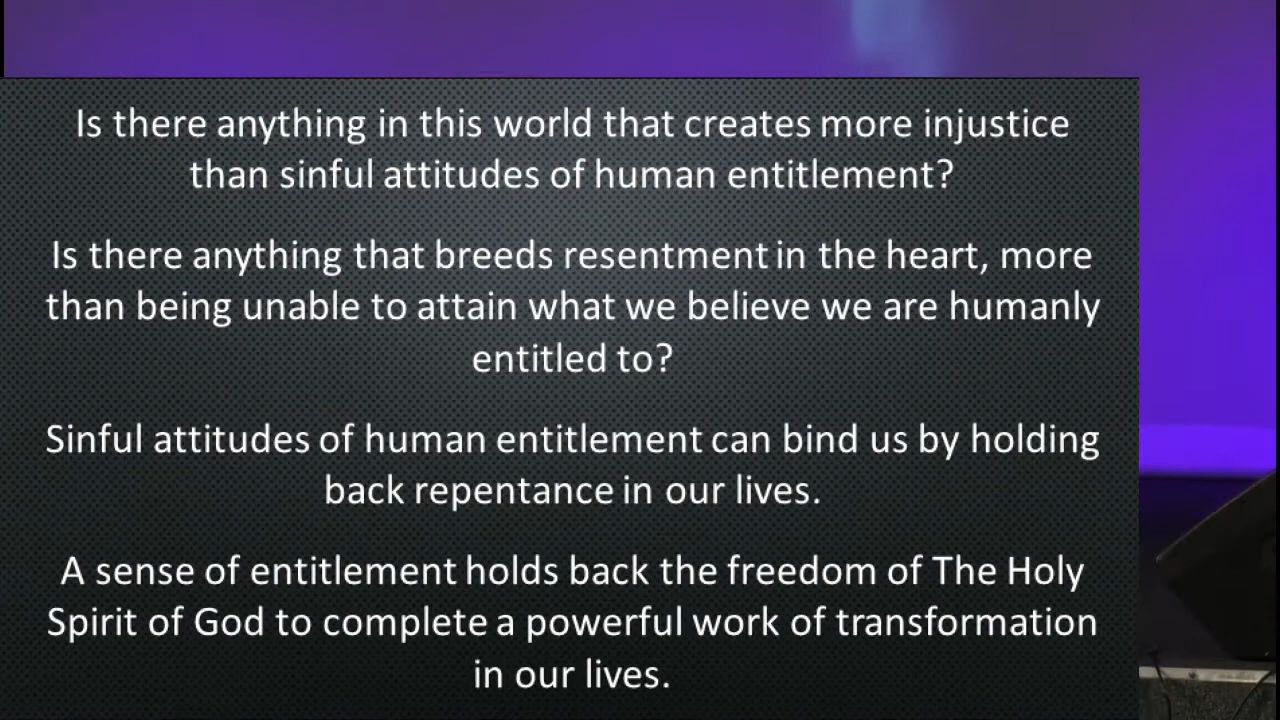 Is there anything in this world that creates more injustice
than sinful attitudes of human entitlement?
Is there anything that breeds resentment in the heart, more
than being unable to attain what we believe we are humanly
entitled to?
Sinful attitudes of human entitlement can bind us by holding
back repentance in our lives.
A sense of entitlement holds back the freedom of The Holy
Spirit of God to complete a powerful work of transformation
in our lives.